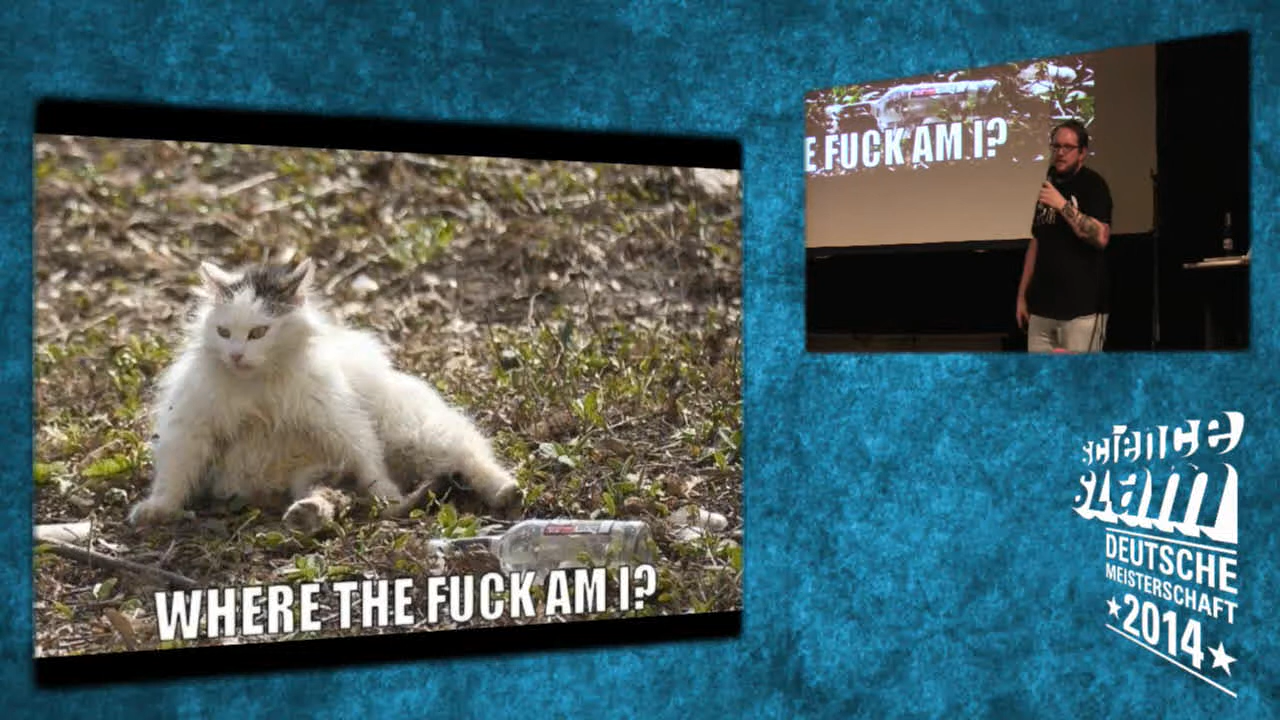 WHERE THE FUCK AM I?
E FUCK AM I?
science
SLAM
DEUTSCHE
MEISTERSCHAFT
2014